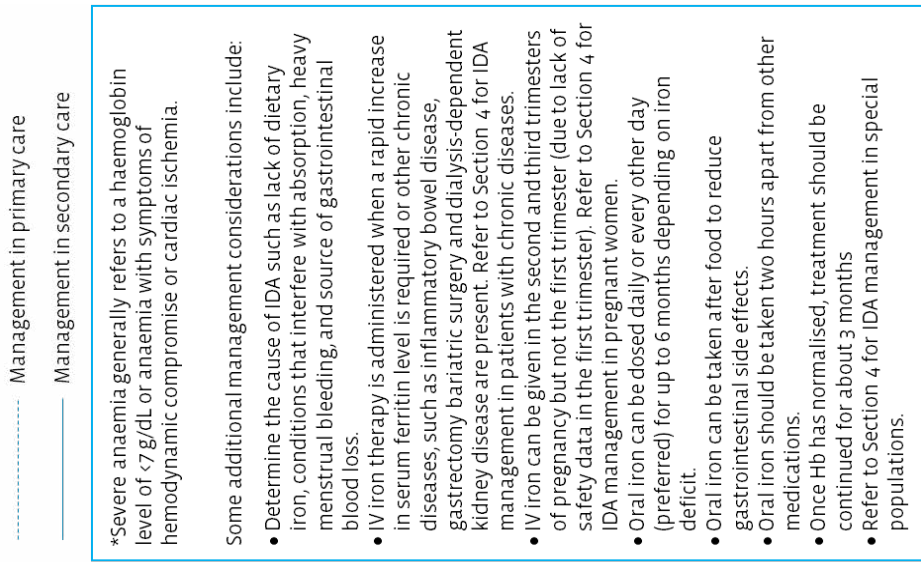 Management in primary care
Management in secondary care
*Severe anaemia generally refers to a haemoglobin
level of <7 g/dL or anaemia with symptoms of
hemodynamic compromise or cardiac ischemia.
Some additional management considerations include:
• Determine the cause of IDA such as lack of dietary
iron, conditions that interfere with absorption, heavy
menstrual bleeding, and source of gastrointestinal
blood loss.
• IV iron therapy is administered when a rapid increase
in serum ferritin level is required or other chronic
diseases, such as inflammatory bowel disease,
gastrectomy bariatric surgery and dialysis-dependent
kidney disease are present. Refer to Section 4 for IDA
management in patients with chronic diseases.
• IV iron can be given in the second and third trimesters
of pregnancy but not the first trimester (due to lack of
safety data in the first trimester). Refer to Section 4 for
IDA management in pregnant women.
• Oral iron can be dosed daily or every other day
(preferred) for up to 6 months depending on iron
deficit.
• Oral iron can be taken after food to reduce
gastrointestinal side effects.
• Oral iron should be taken two hours apart from other
medications.
• Once Hb has normalised, treatment should be
continued for about 3 months
• Refer to Section 4 for IDA management in special
populations.